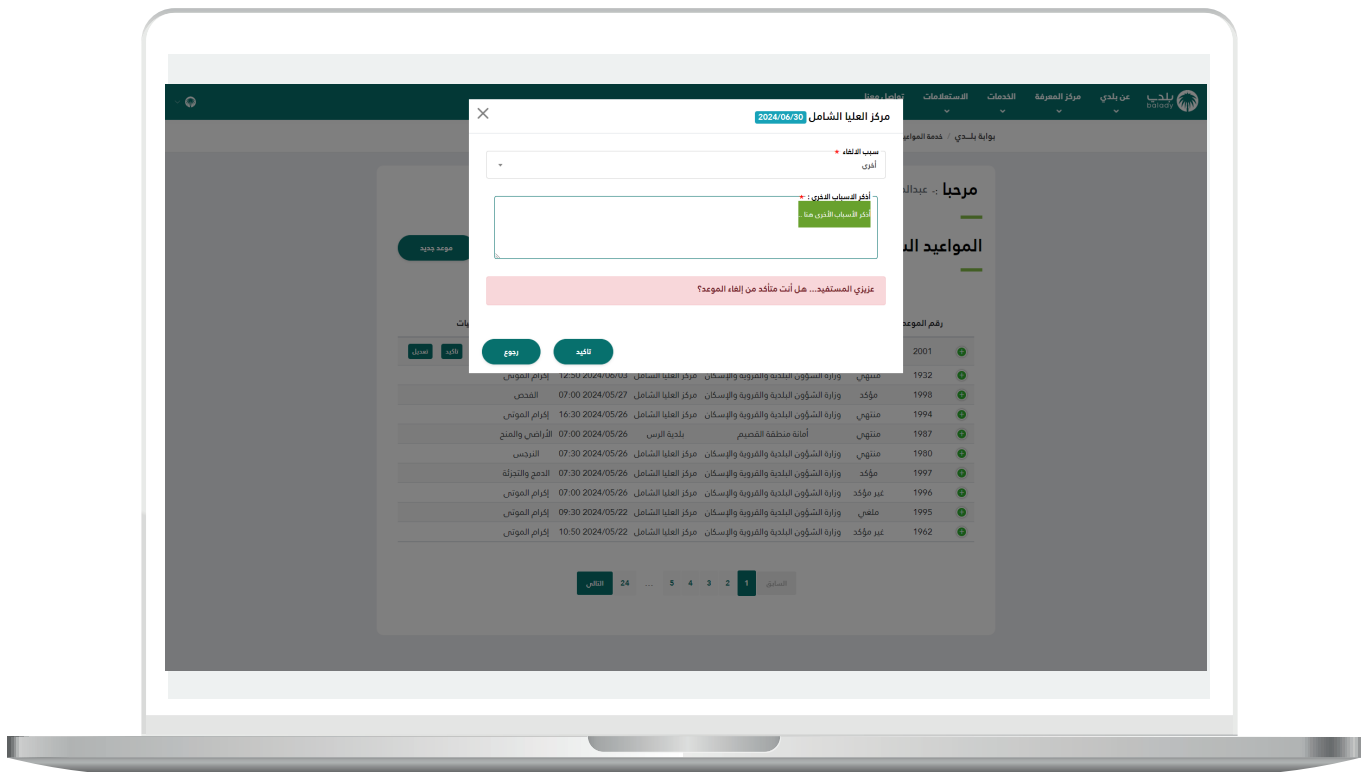 بلدي
balady
عن بلدي
مركز المعرفة
الخدمات
الاستعلامات
تواصل معنا
بوابة بلـــدي / خدمة المواعيد
مركز العليا الشامل 2024/06/30
سبب الالغاء *
أخرى
أذكر الاسباب الاخرى : *
أذكر الأسباب الأخرى هنا ..
عزيزي المستفيد... هل أنت متأكد من إلغاء الموعد؟
تاكيد
رجوع
مرحبا :.
المواعيد
موعد جديد
رقم الموعد
2001 تاكيد تعديل
1932 منتهي وزارة الشؤون البلدية والقروية والإسكان مركز العليا الشامل 2024/06/03 12:50 إكرام الموتى
1998 مؤكد وزارة الشؤون البلدية والقروية والإسكان مركز العليا الشامل 2024/05/27 07:00 الفحص
1994 منتهي وزارة الشؤون البلدية والقروية والإسكان مركز العليا الشامل 2024/05/26 16:30 إكرام الموتى
1987 منتهي أمانة منطقة القصيم بلدية الرس 2024/05/26 07:00 الأراضي والمنح
1980 منتهي وزارة الشؤون البلدية والقروية والإسكان مركز العليا الشامل 2024/05/26 07:30 النرجس
1997 مؤكد وزارة الشؤون البلدية والقروية والإسكان مركز العليا الشامل 2024/05/26 07:30 الدمج والتجزئة
1996 غير مؤكد وزارة الشؤون البلدية والقروية والإسكان مركز العليا الشامل 2024/05/26 07:00 إكرام الموتى
1995 ملغي وزارة الشؤون البلدية والقروية والإسكان مركز العليا الشامل 2024/05/22 09:30 إكرام الموتى
1962 غير مؤكد وزارة الشؤون البلدية والقروية والإسكان مركز العليا الشامل 2024/05/22 10:50 إكرام الموتى
السابق 1 2 3 4 5 ... 24 التالي